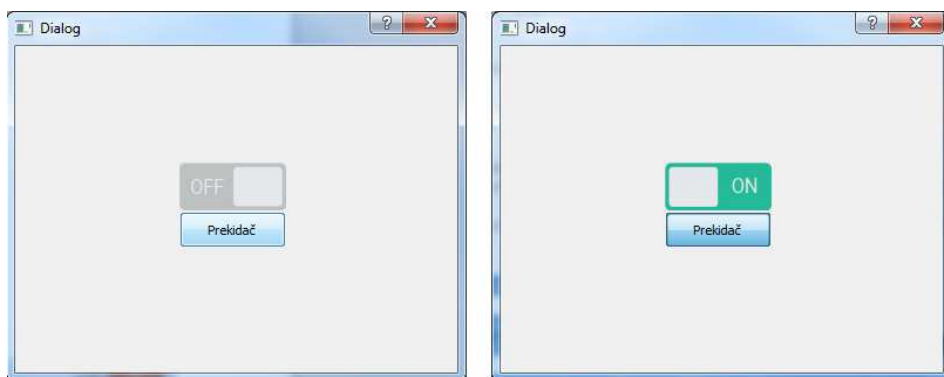 Dialog
?
X
OFF
Prekidač
Dialog
?
X
ON
Prekidač